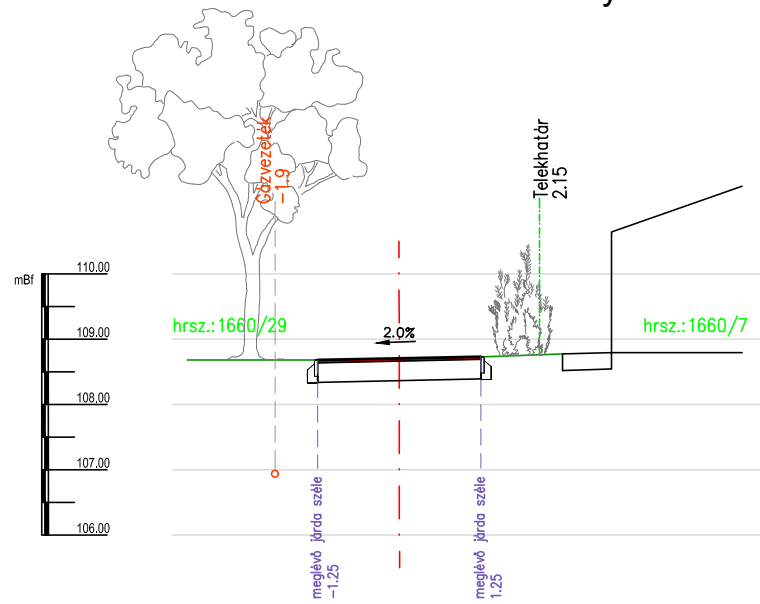 y
Gázvezeték
-1.9
Telekhatár
2.15
mBf
110.00
109.00
108.00
107.00
106.00
hrsz.:1660/29
2.0%
hrsz.:1660/7
meglévő járda széle
-1.25
meglévő járda széle
1.25